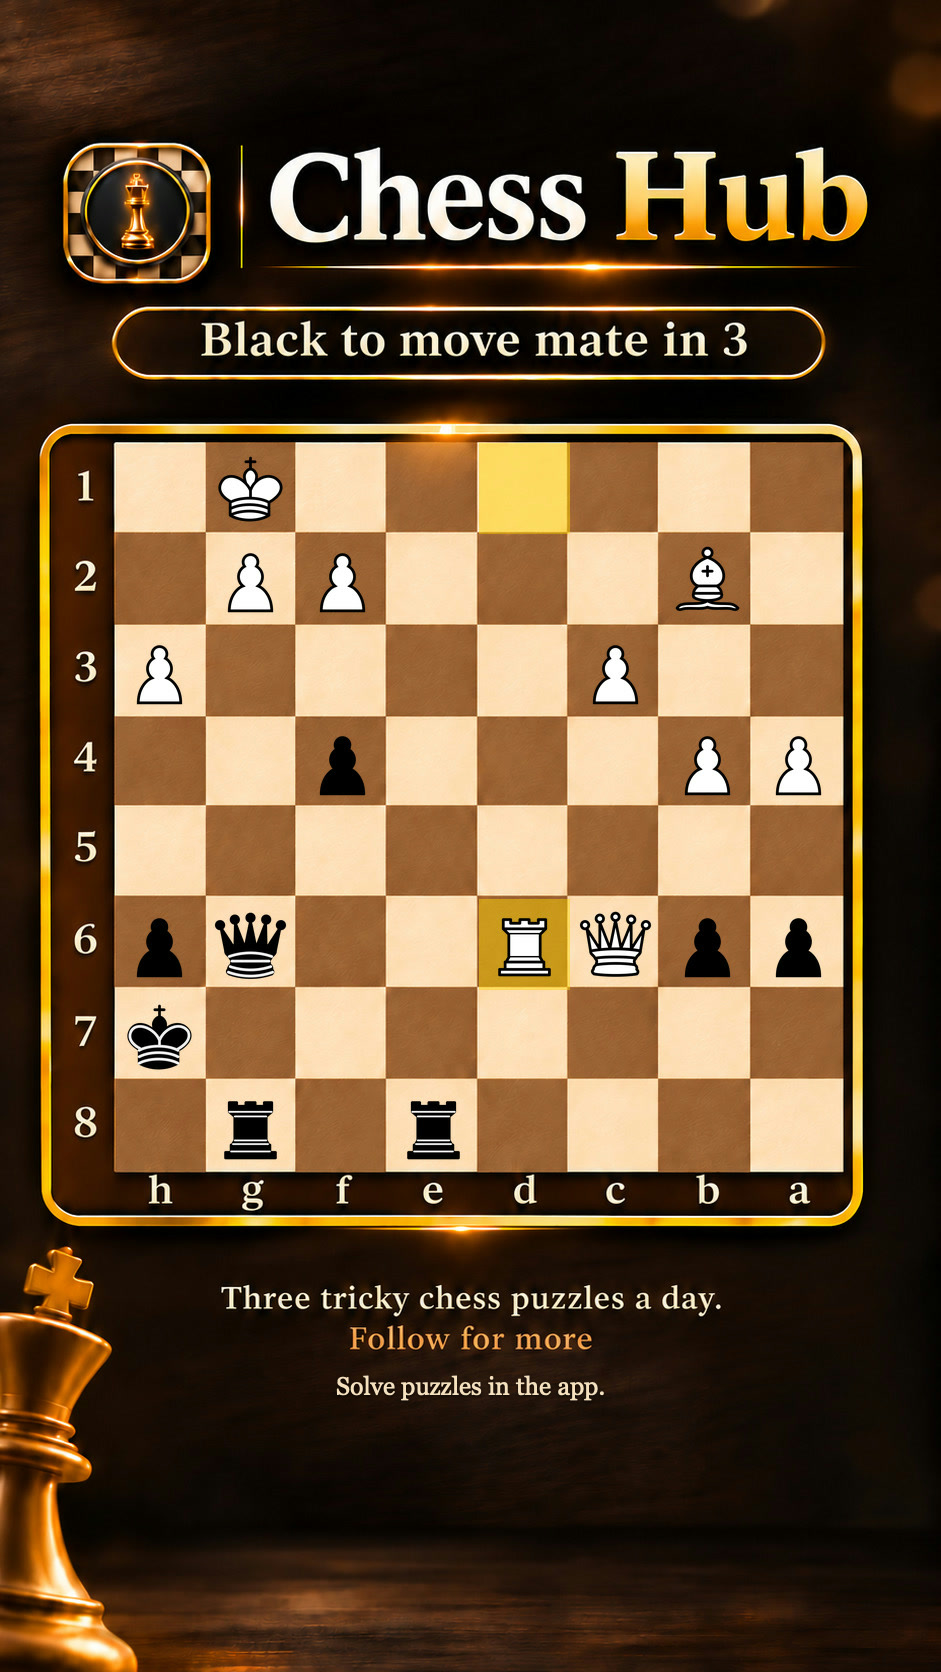 Chess Hub
Black to move mate in 3
1
2
3
4
5
6
7
8
h g f e d c b a
Three tricky chess puzzles a day.
Follow for more
Solve puzzles in the app.